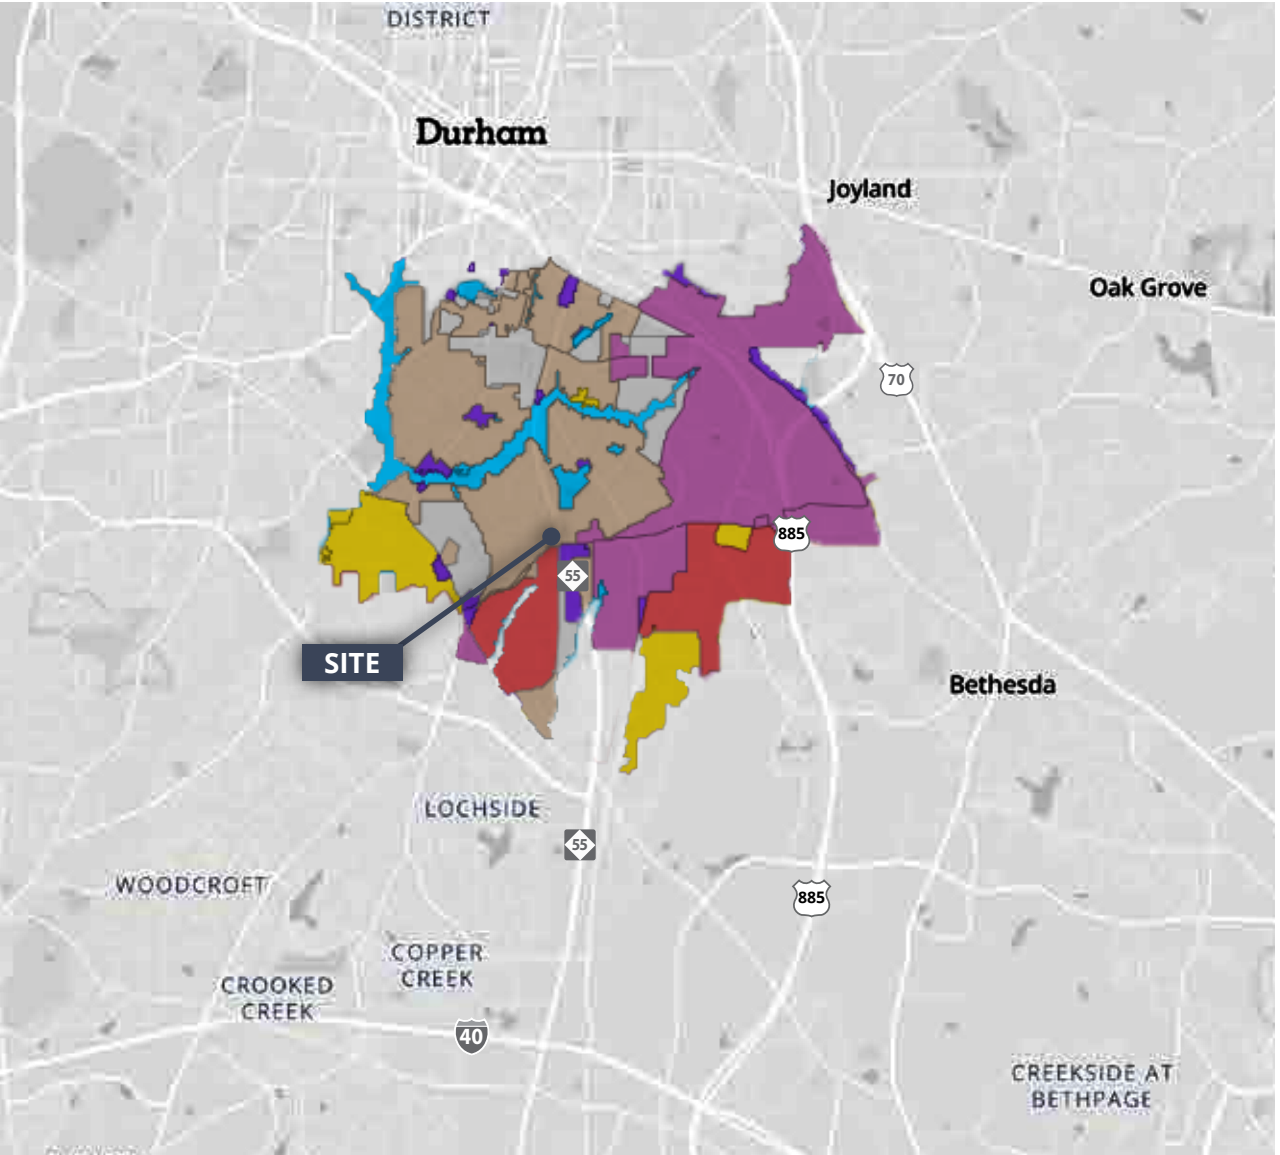 DISTRICT
Durham
Joyland
Oak Grove
70
885
55
SITE
Bethesda
LOCHSIDE
55
WOODCROFT
885
COPPER
CREEK
CROOKED
CREEK
40
CREEKSIDE AT
BETHPAGE